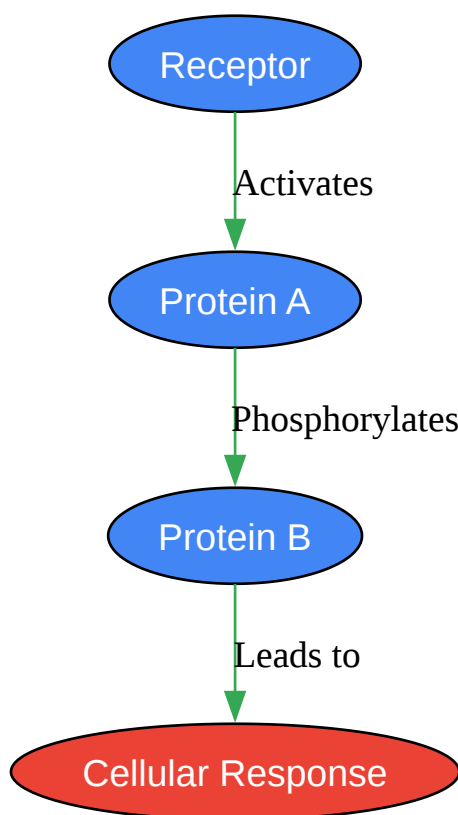 Receptor
Activates
Protein A
Phosphorylates
Protein B
Leads to
Cellular Response